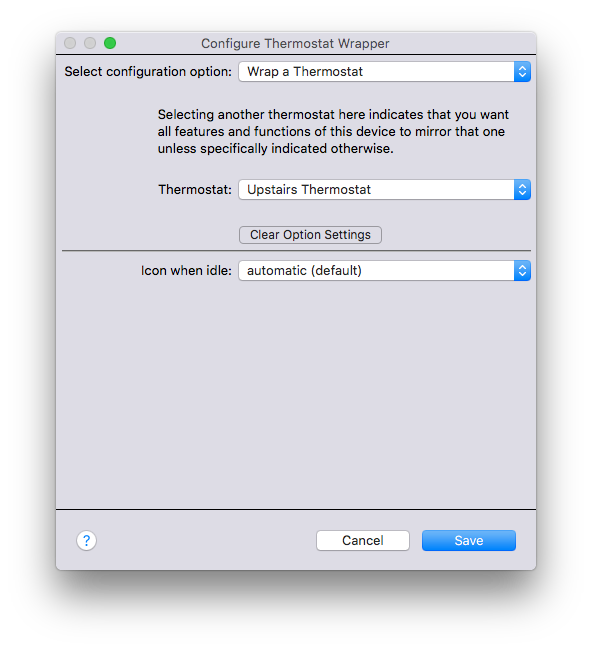 Configure Thermostat Wrapper
Select configuration option: Wrap a Thermostat
Selecting another thermostat here indicates that you want
all features and functions of this device to mirror that one
unless specifically indicated otherwise.
Thermostat: Upstairs Thermostat
Clear Option Settings
Icon when idle: automatic (default)
? Cancel Save